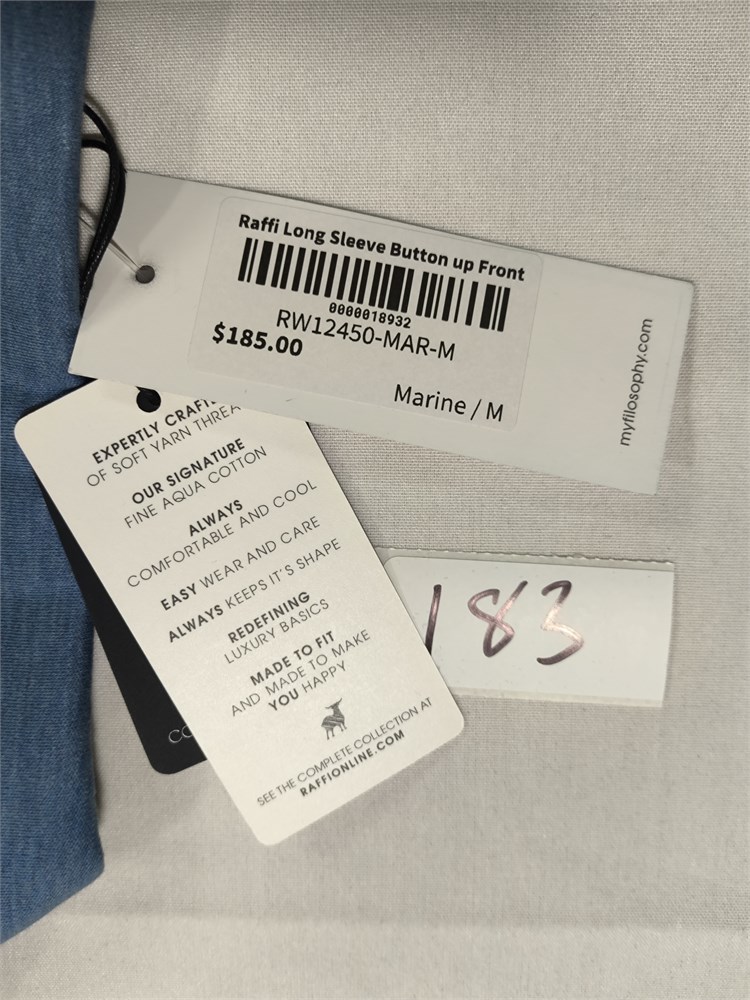 Raffi Long Sleeve Button up Front
0000018932
RW12450-MAR-M
$185.00
Marine / M
myfilosophy.com
EXPERTLY
OF SOFT YARN
OUR SIGNATURE
FINE AQUA COTTON
ALWAYS
COMFORTABLE AND COOL
EASY WEAR AND CARE
ALWAYS KEEPS IT'S SHAPE
REDEFINING
LUXURY BASICS
MADE TO FIT
AND MADE TO MAKE
YOU HAPPY
SEE THE COMPLETE COLLECTION AT
RAFFIONLINE.COM
183